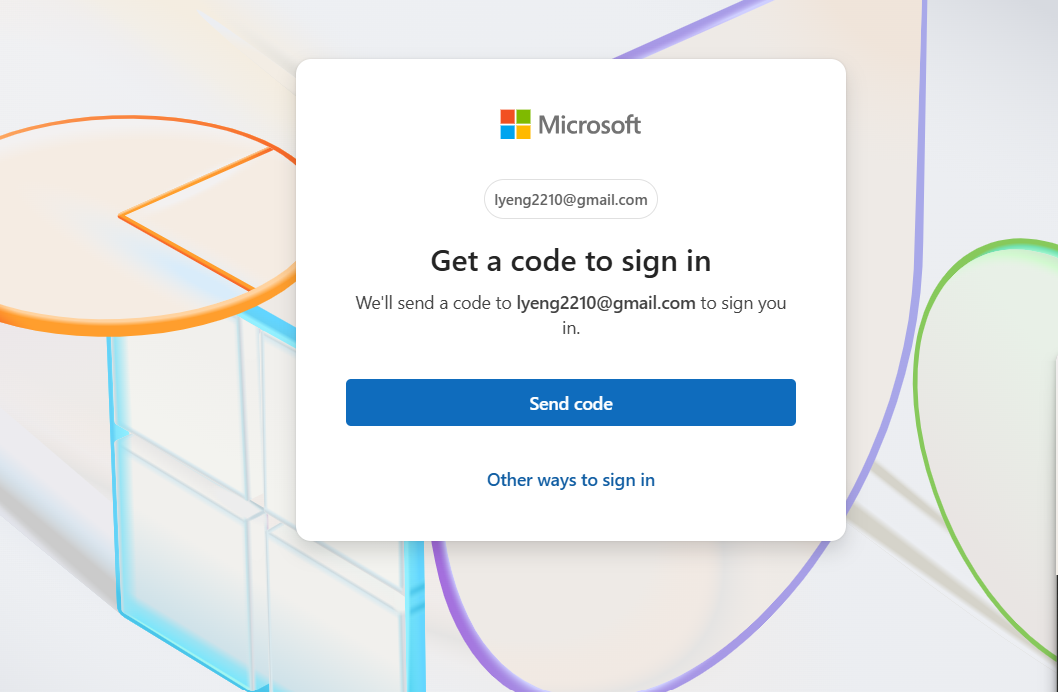 Microsoft
lyeng2210@gmail.com
Get a code to sign in
We'll send a code to lyeng2210@gmail.com to sign you
in.
Send code
Other ways to sign in